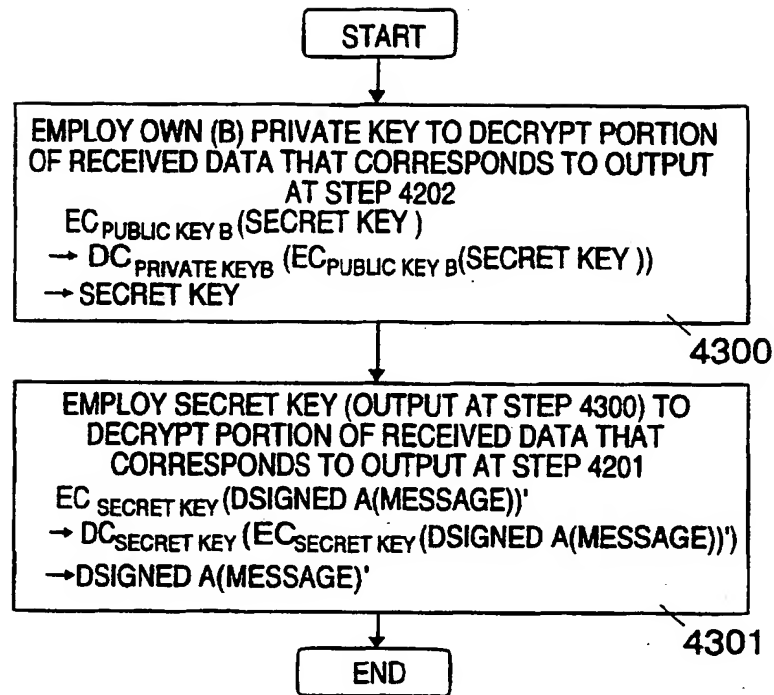 START
EMPLOY OWN (B) PRIVATE KEY TO DECRYPT PORTION
OF RECEIVED DATA THAT CORRESPONDS TO OUTPUT
AT STEP 4202
EC PUBLIC KEY B (SECRET KEY)
→ DC PRIVATE KEYB (EC PUBLIC KEY B(SECRET KEY))
→ SECRET KEY
4300
EMPLOY SECRET KEY (OUTPUT AT STEP 4300) TO
DECRYPT PORTION OF RECEIVED DATA THAT
CORRESPONDS TO OUTPUT AT STEP 4201
EC SECRET KEY (DSIGNED A(MESSAGE))'
→ DC SECRET KEY (EC SECRET KEY (DSIGNED A(MESSAGE))')
→DSIGNED A(MESSAGE)'
4301
END